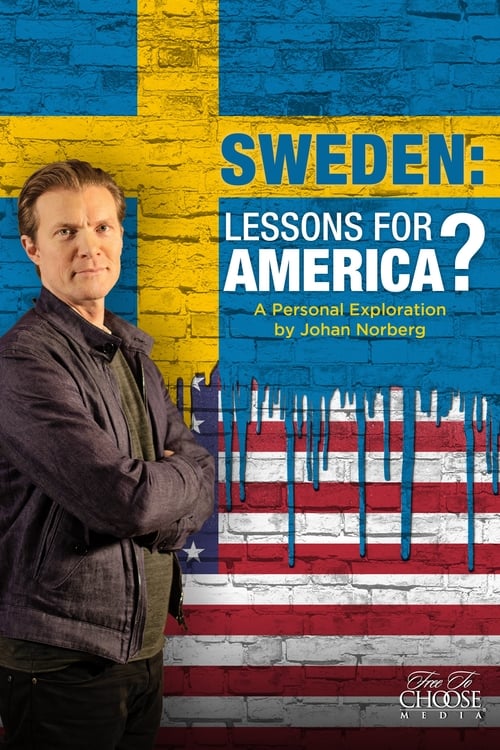 SWEDEN:
LESSONS FOR
AMERICA?
A Personal Exploration
by Johan Norberg
Free To
CHOOSE
MEDIA